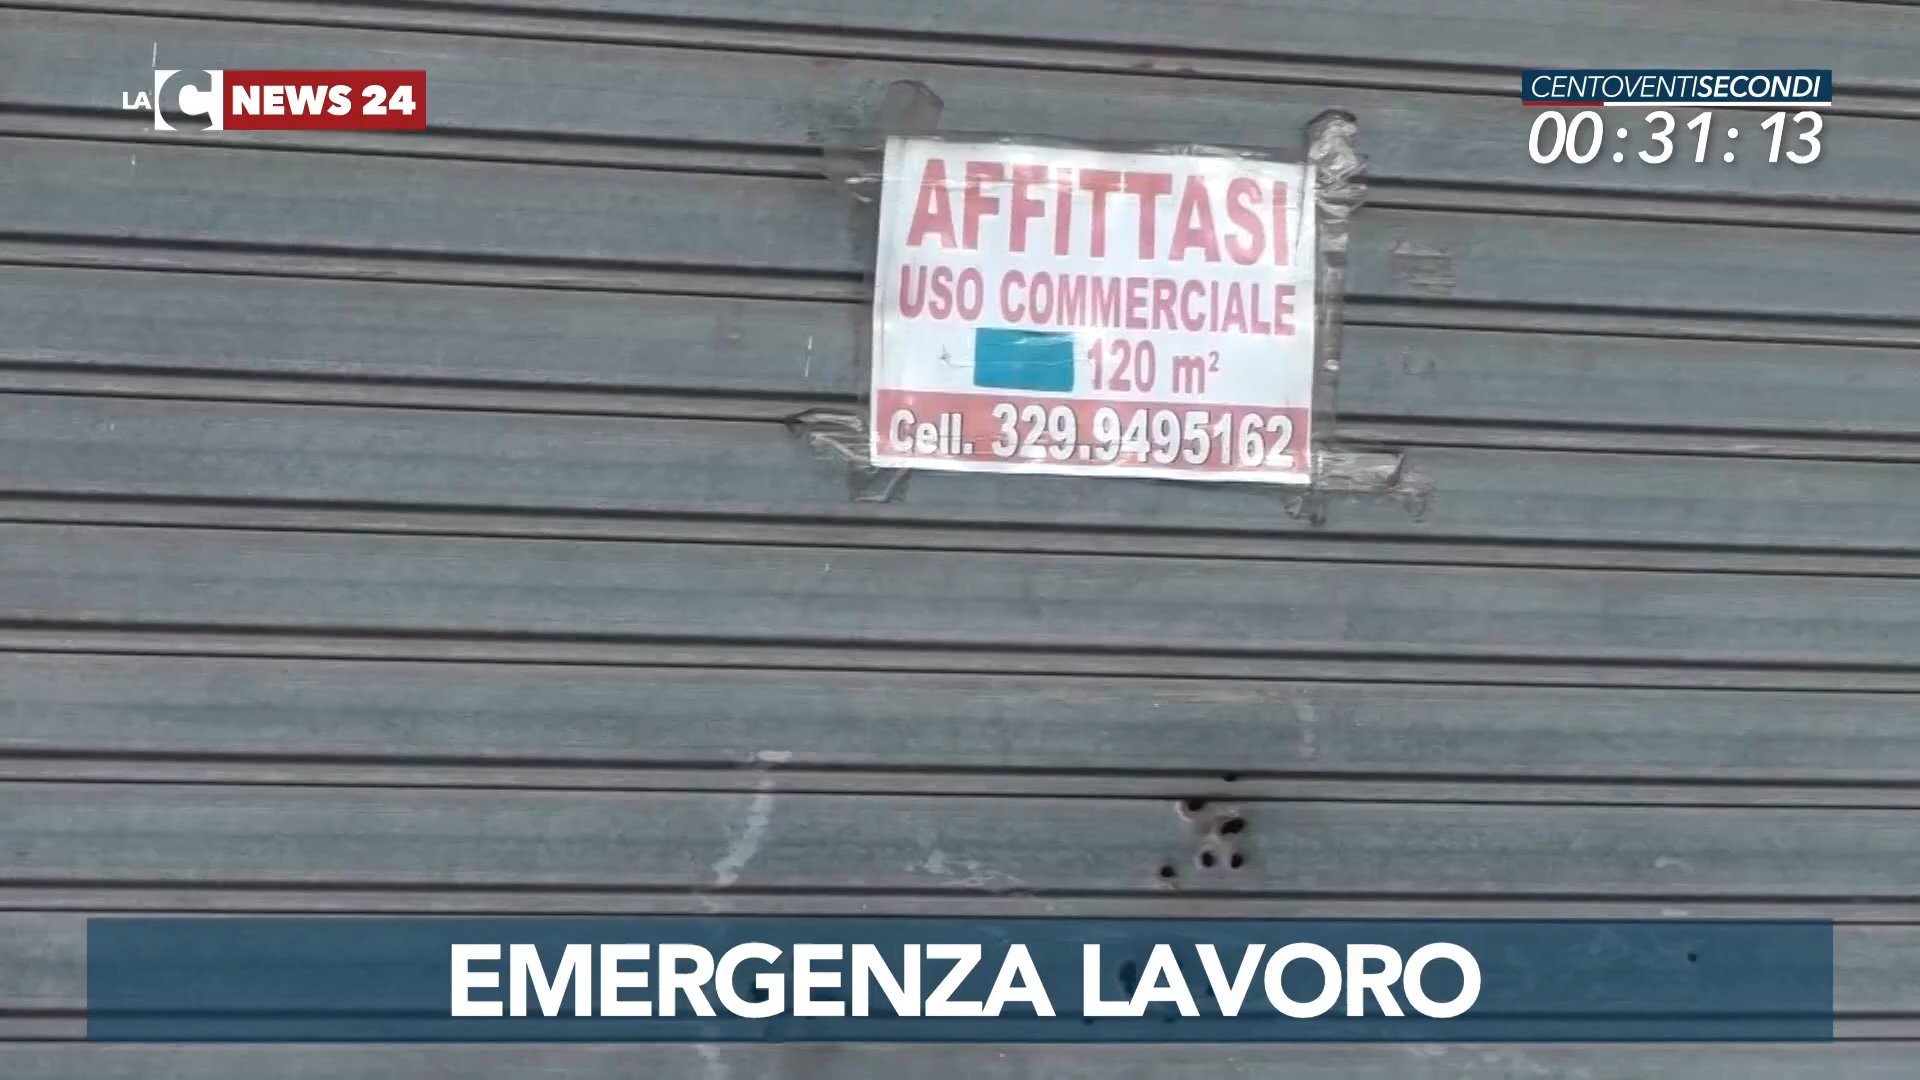 LA C NEWS 24
CENTOVENTISECONDI
00:31:13
AFFITTASI
USO COMMERCIALE
120 m²
Cell. 329.9495162
EMERGENZA LAVORO